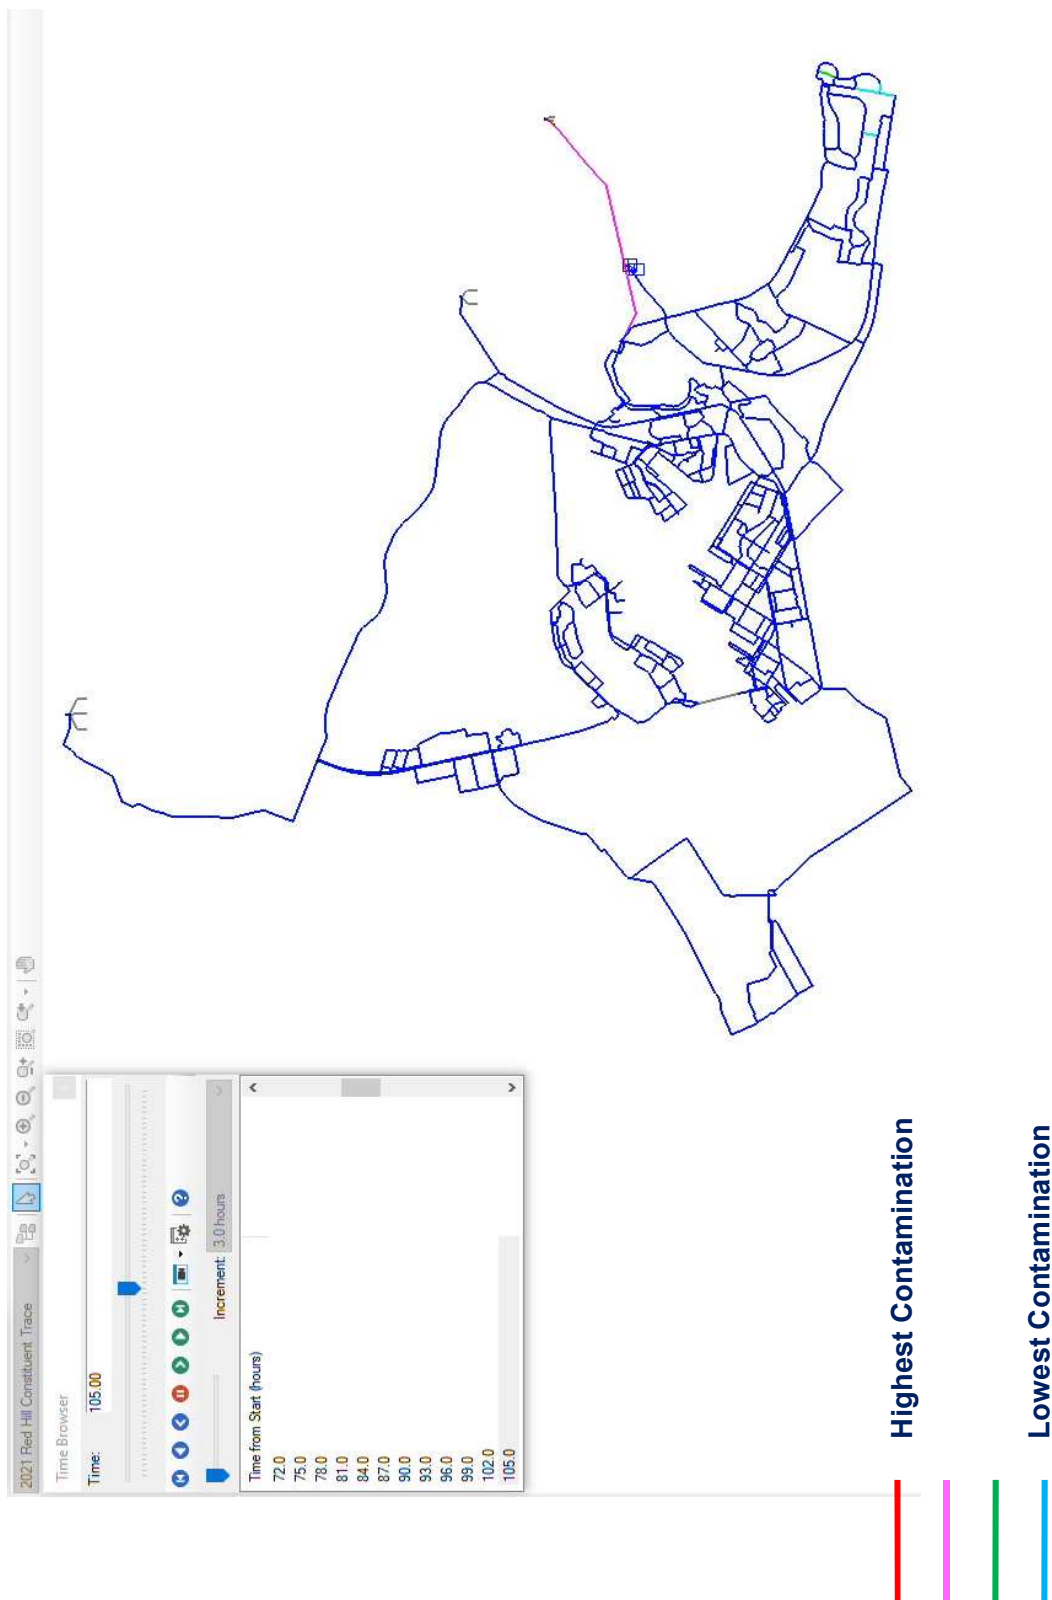 2021 Red Hill Constituent Trace
Time Browser
Time:
105.00
Increment:
3.0 hours
Time from Start (hours)
72.0
75.0
78.0
81.0
84.0
87.0
90.0
93.0
96.0
99.0
102.0
105.0
Highest Contamination
Lowest Contamination